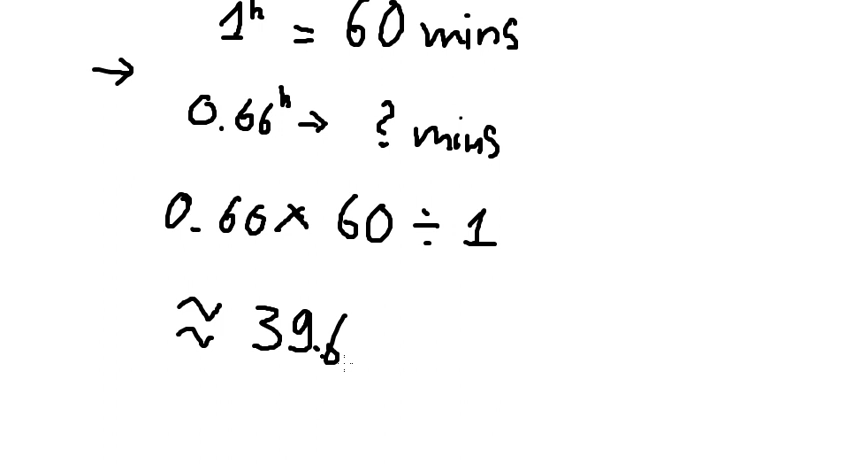 1ʰ = 60 mins
→
0.66ʰ → ? mins
0.66 × 60 ÷ 1
≈ 39.6